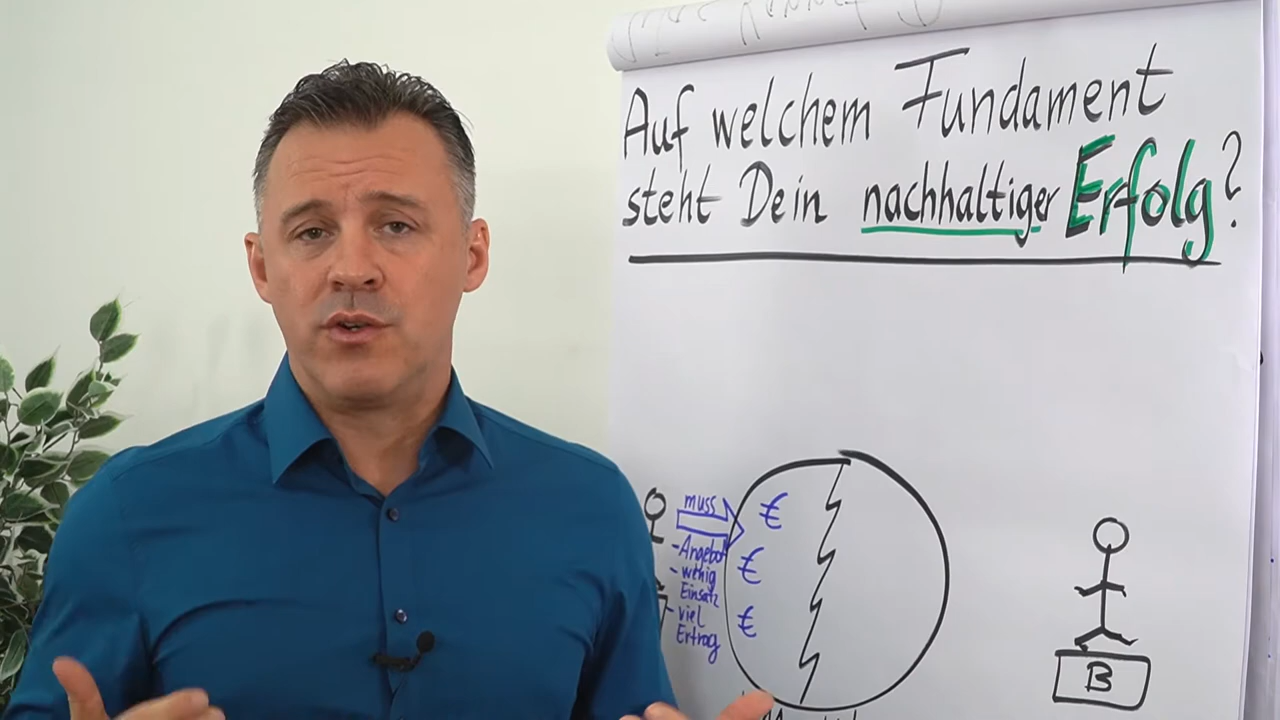 Auf welchem Fundament
steht Dein nachhaltiger Erfolg?
muss
€
- Angebot
- wenig
Einsatz
€
- viel
Ertrag
€
B